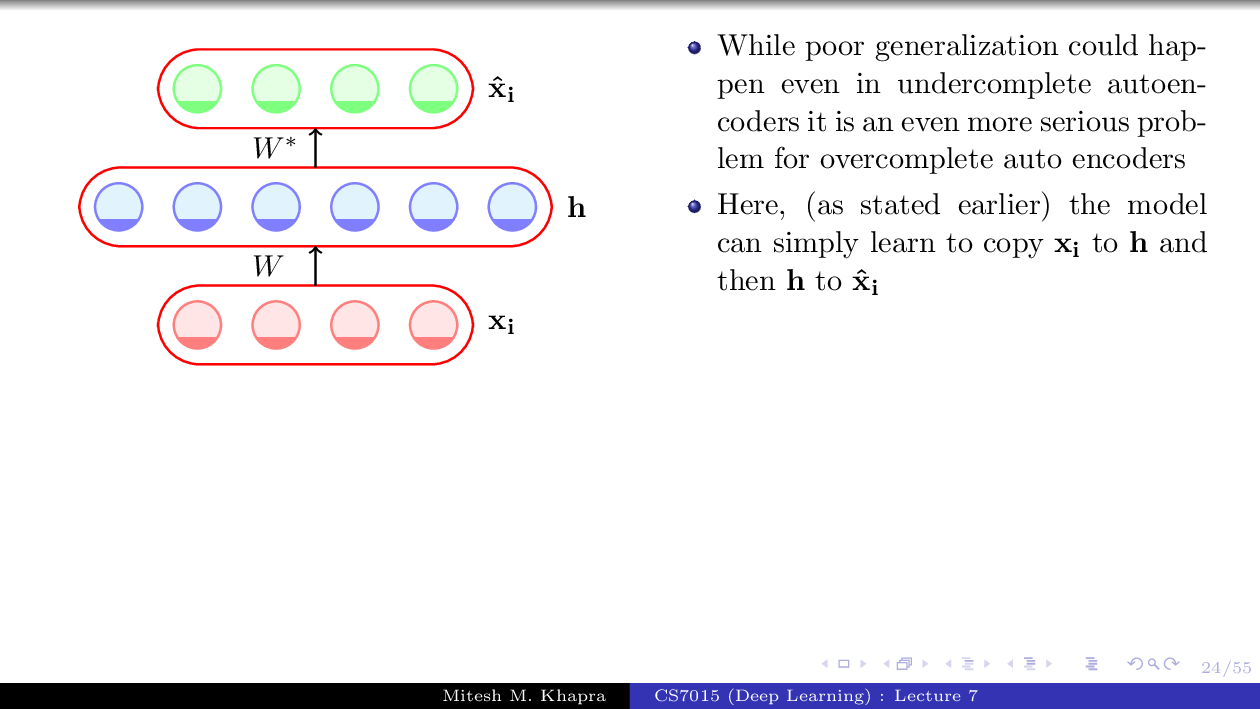 x̂ᵢ
W*
h
W
xᵢ
While poor generalization could hap-
pen even in undercomplete autoen-
coders it is an even more serious prob-
lem for overcomplete auto encoders
Here, (as stated earlier) the model
can simply learn to copy xᵢ to h and
then h to x̂ᵢ
24/55
Mitesh M. Khapra
CS7015 (Deep Learning) : Lecture 7